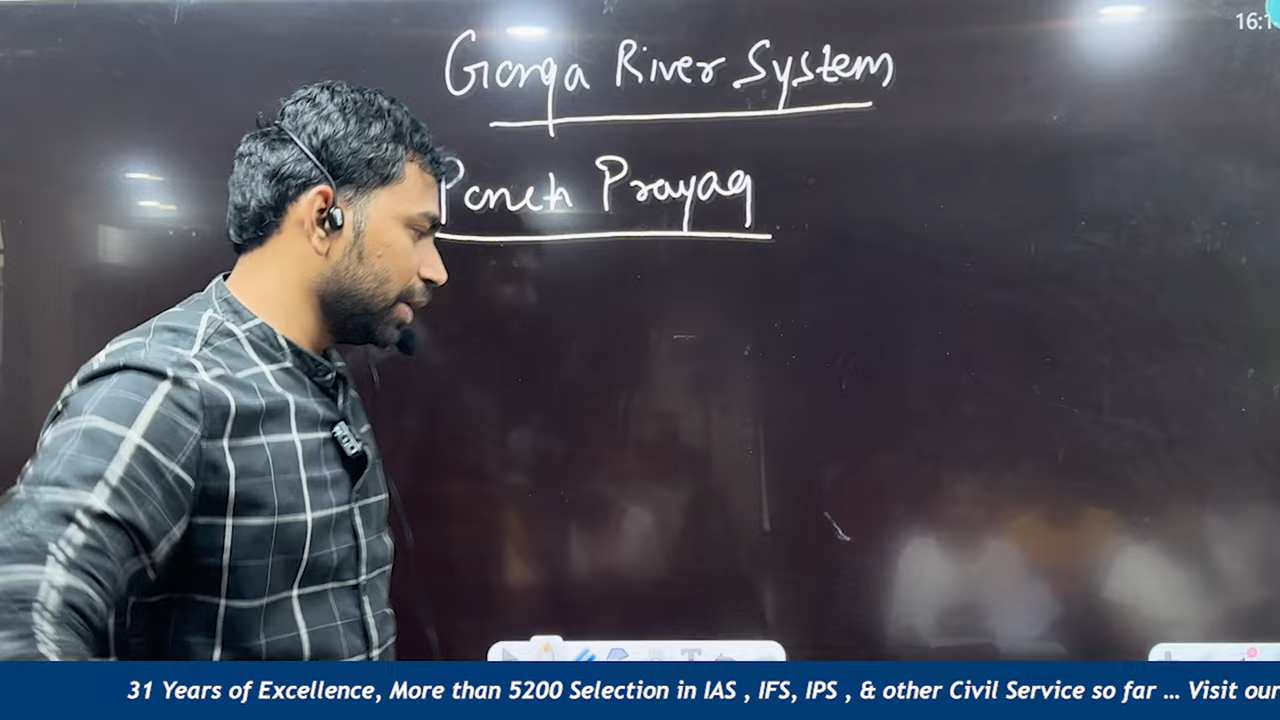 16:1
Ganga River System
Panch Prayag
31 Years of Excellence, More than 5200 Selection in IAS , IFS, IPS , & other Civil Service so far ... Visit our